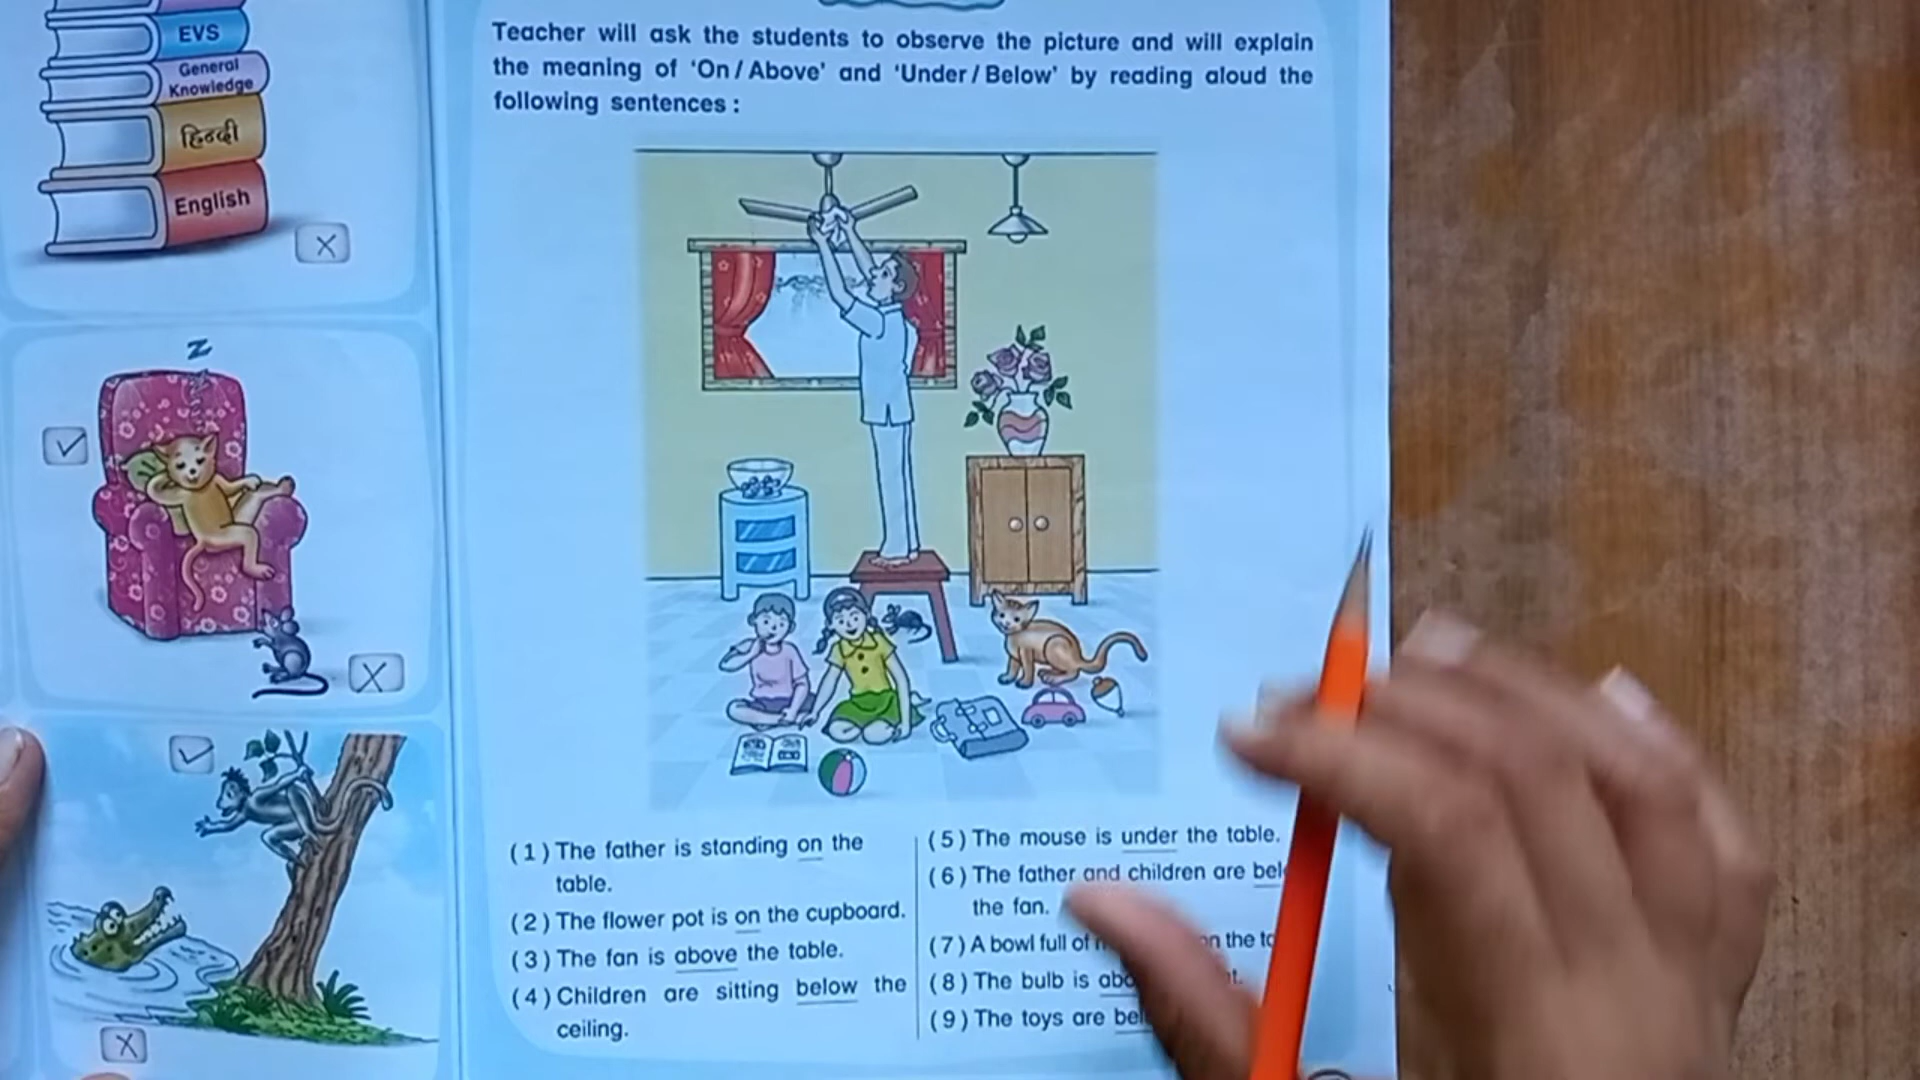 EVS
General
Knowledge
हिन्दी
English
Z
Teacher will ask the students to observe the picture and will explain
the meaning of ‘On / Above’ and ‘Under / Below’ by reading aloud the
following sentences :
( 1 ) The father is standing on the
table.
( 2 ) The flower pot is on the cupboard.
( 3 ) The fan is above the table.
( 4 ) Children are sitting below the
ceiling.
( 5 ) The mouse is under the table.
( 6 ) The father and children are
the fan.
( 7 ) A bowl full of on the
( 8 ) The bulb is
( 9 ) The toys are